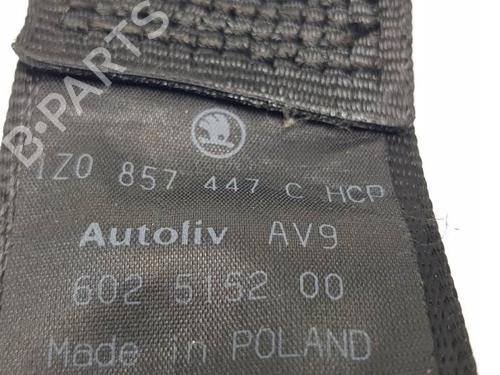 B-PARTS
1Z0 857 447 C HCP
Autoliv AV9
602 5152 00
Made in POLAND